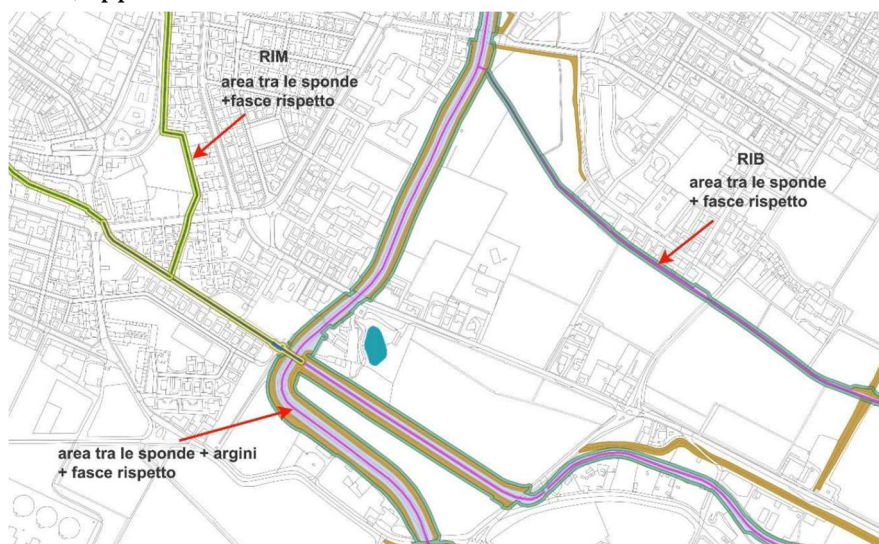 RIM
area tra le sponde
+fasce rispetto
RIB
area tra le sponde
+ fasce rispetto
area tra le sponde + argini
+ fasce rispetto